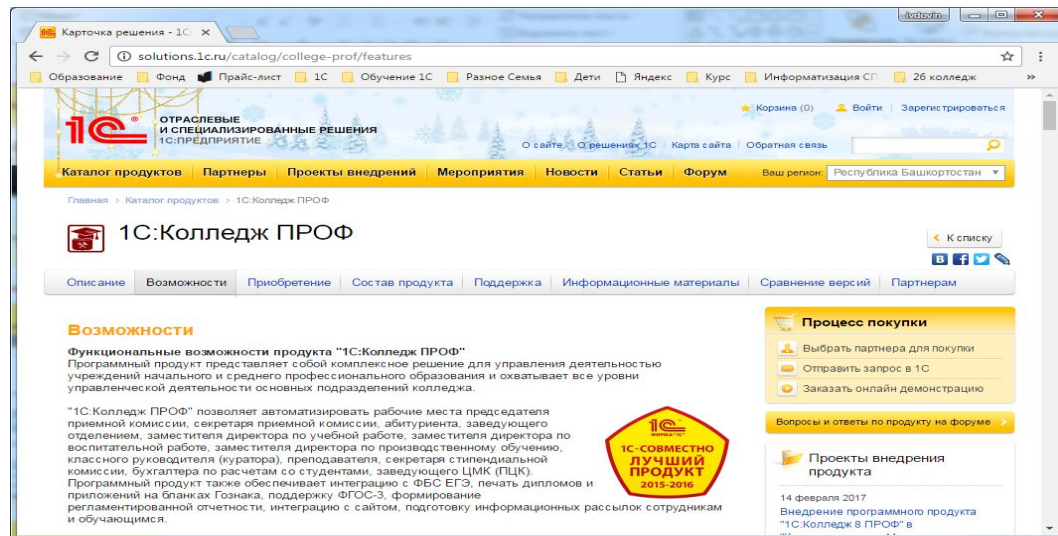 ivdovin
Карточка решения - 1С
solutions.1c.ru/catalog/college-prof/features
Образование Фонд Прайс-лист 1С Обучение 1С Разное Семья Дети Яндекс Курс Информатизация СП 26 колледж »
Корзина (0) Войти Зарегистрироваться
1С
ОТРАСЛЕВЫЕ
И СПЕЦИАЛИЗИРОВАННЫЕ РЕШЕНИЯ
1С:ПРЕДПРИЯТИЕ
О сайте О решениях 1С Карта сайта Обратная связь
Каталог продуктов Партнеры Проекты внедрений Мероприятия Новости Статьи Форум Ваш регион: Республика Башкортостан
Главная > Каталог продуктов > 1С:Колледж ПРОФ
1С:Колледж ПРОФ
К списку
Описание Возможности Приобретение Состав продукта Поддержка Информационные материалы Сравнение версий Партнерам
Возможности
Функциональные возможности продукта "1С:Колледж ПРОФ"
Программный продукт представляет собой комплексное решение для управления деятельностью
учреждений начального и среднего профессионального образования и охватывает все уровни
управленческой деятельности основных подразделений колледжа.
"1С:Колледж ПРОФ" позволяет автоматизировать рабочие места председателя
приемной комиссии, секретаря приемной комиссии, абитуриента, заведующего
отделением, заместителя директора по учебной работе, заместителя директора по
воспитательной работе, заместителя директора по производственному обучению,
классного руководителя (куратора), преподавателя, секретаря стипендиальной
комиссии, бухгалтера по расчетам со студентами, заведующего ЦМК (ПЦК).
Программный продукт также обеспечивает интеграцию с ФБС ЕГЭ, печать дипломов и
приложений на бланках Гознака, поддержку ФГОС-3, формирование
регламентированной отчетности, интеграцию с сайтом, подготовку информационных рассылок сотрудникам
и обучающимся.
1С
ФИРМА "1С"
1С-СОВМЕСТНО
ЛУЧШИЙ
ПРОДУКТ
2015-2016
Процесс покупки
Выбрать партнера для покупки
Отправить запрос в 1С
Заказать онлайн демонстрацию
Вопросы и ответы по продукту на форуме
Проекты внедрения
продукта
14 февраля 2017
Внедрение программного продукта
"1С:Колледж 8 ПРОФ" в